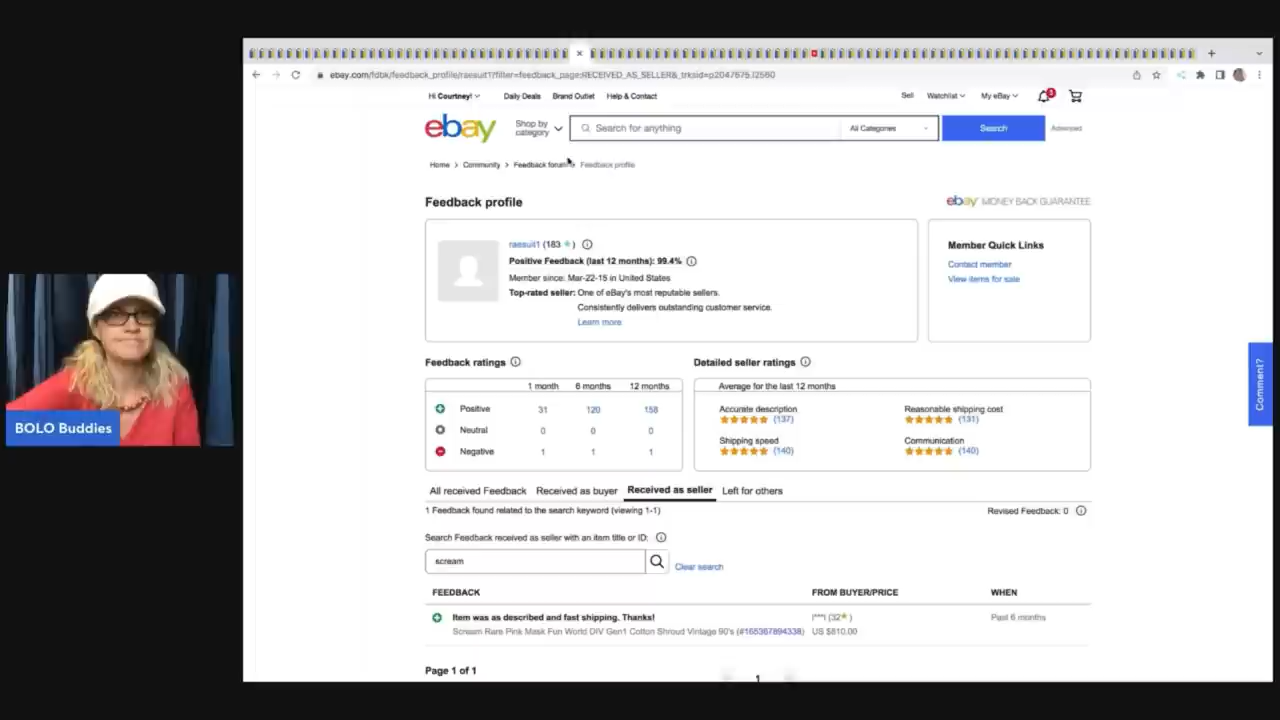 ebay.com/fdbk/feedback_profile/raesuit1?filter=feedback_page:RECEIVED_AS_SELLER&_trksid=p2047675.l2560
Hi Courtney!
Daily Deals
Brand Outlet
Help & Contact
Sell
Watchlist
My eBay
3
ebay
Shop by category
Search for anything
All Categories
Search
Advanced
Home > Community > Feedback forum > Feedback profile
Feedback profile
ebay MONEY BACK GUARANTEE
raesuit1 (183 )
Positive Feedback (last 12 months): 99.4%
Member since: Mar-22-15 in United States
Top-rated seller: One of eBay's most reputable sellers.
Consistently delivers outstanding customer service.
Learn more
Member Quick Links
Contact member
View items for sale
Comment?
BOLO Buddies
Feedback ratings
1 month 6 months 12 months
Positive 31 120 158
Neutral 0 0 0
Negative 1 1 1
Detailed seller ratings
Average for the last 12 months
Accurate description
(137)
Reasonable shipping cost
(131)
Shipping speed
(140)
Communication
(140)
All received Feedback
Received as buyer
Received as seller
Left for others
1 Feedback found related to the search keyword (viewing 1-1)
Revised Feedback: 0
Search Feedback received as seller with an item title or ID:
scream
Clear search
FEEDBACK
FROM BUYER/PRICE
WHEN
Item was as described and fast shipping. Thanks!
l***l (32 )
Past 6 months
Scream Rare Pink Mask Fun World DIV Gen1 Cotton Shroud Vintage 90's (#165367894338)
US $810.00
Page 1 of 1
1